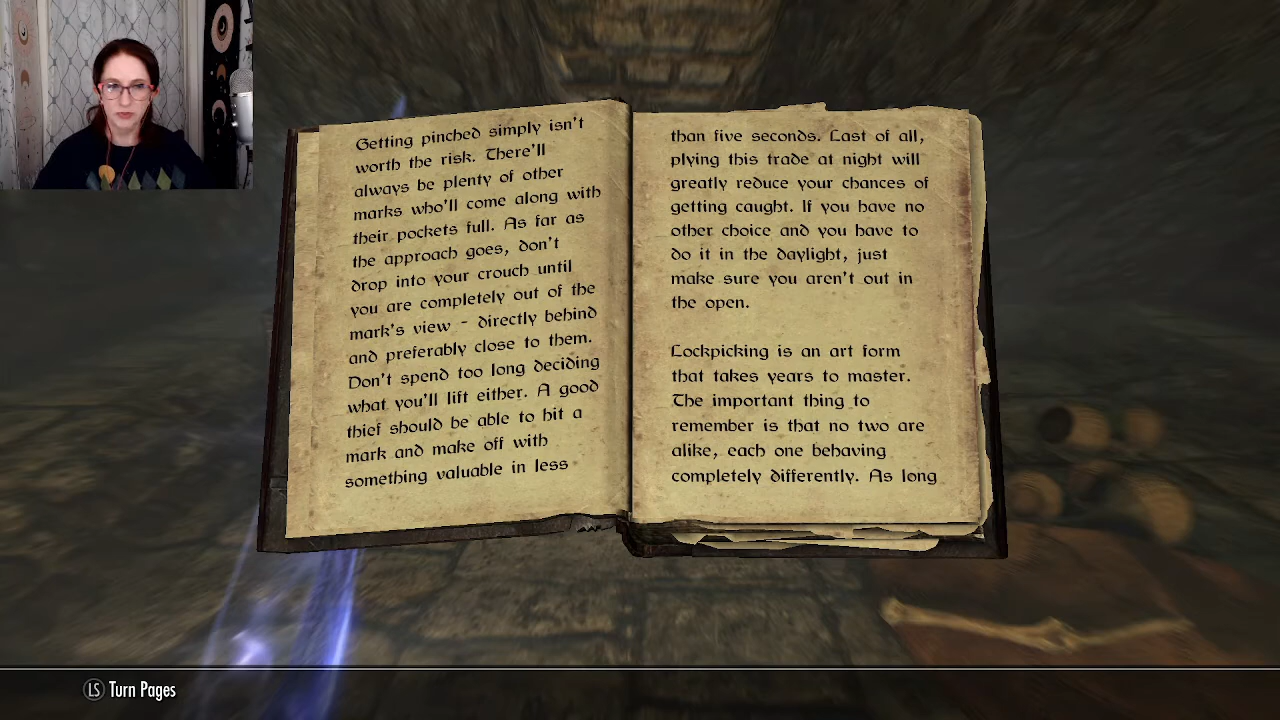 Getting pinched simply isn't
worth the risk. There'll
always be plenty of other
marks who'll come along with
their pockets full. As far as
the approach goes, don't
drop into your crouch until
you are completely out of the
mark's view - directly behind
and preferably close to them.
Don't spend too long deciding
what you'll lift either. A good
thief should be able to hit a
mark and make off with
something valuable in less
than five seconds. Last of all,
plying this trade at night will
greatly reduce your chances of
getting caught. If you have no
other choice and you have to
do it in the daylight, just
make sure you aren't out in
the open.
Lockpicking is an art form
that takes years to master.
The important thing to
remember is that no two are
alike, each one behaving
completely differently. As long
LS Turn Pages